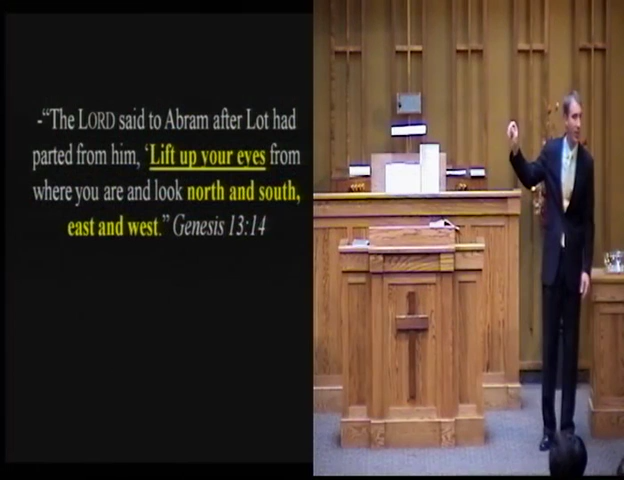 -“The LORD said to Abram after Lot had
parted from him, ‘Lift up your eyes from
where you are and look north and south,
east and west.” Genesis 13:14